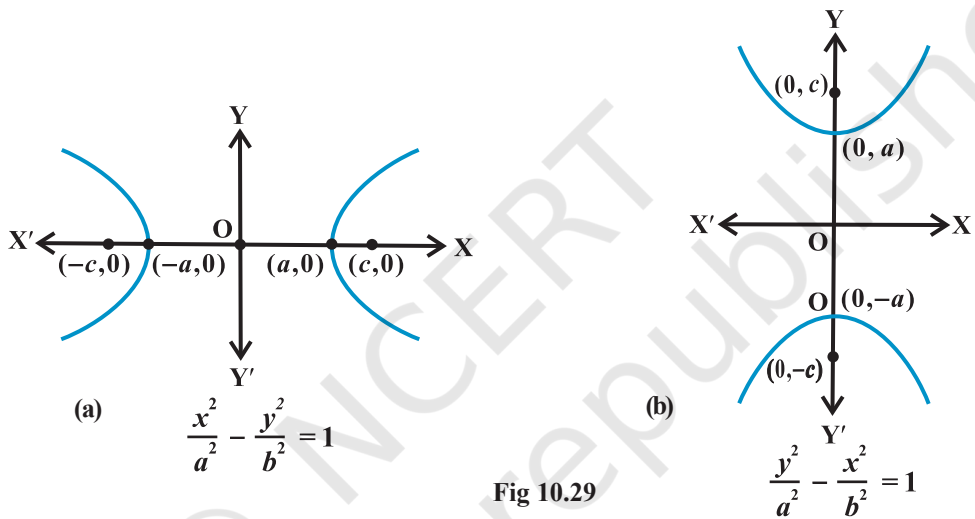 Y
X′
O
X
(−c,0)
(−a,0)
(a,0)
(c,0)
Y′
(a)
x²/a² − y²/b² = 1
Y
(0, c)
(0, a)
X′
X
O
O
(0,−a)
(0,−c)
(b)
Y′
y²/a² − x²/b² = 1
Fig 10.29
© NCERT
republishe